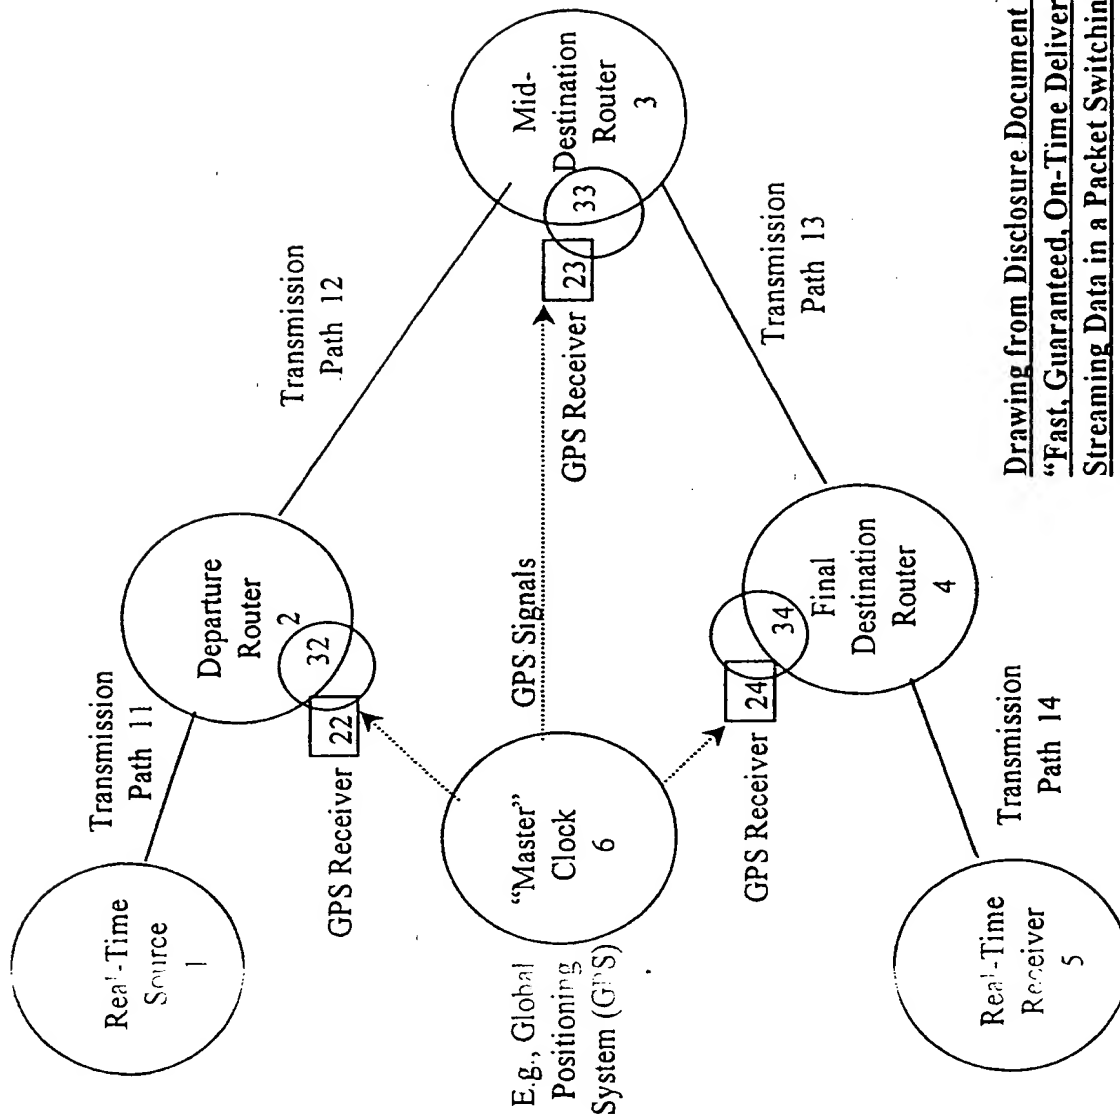 Real-Time
Source
1
Transmission
Path 11
Departure
Router
2
32
22
GPS Receiver
Transmission
Path 12
Mid-
Destination
Router
3
33
23
GPS Receiver
GPS Signals
"Master"
Clock
6
E.g., Global
Positioning
System (GPS)
Transmission
Path 13
34
24
GPS Receiver
Final
Destination
Router
4
Transmission
Path 14
Real-Time
Receiver
5
Drawing from Disclosure Document
"Fast, Guaranteed, On-Time Deliver
Streaming Data in a Packet Switchin